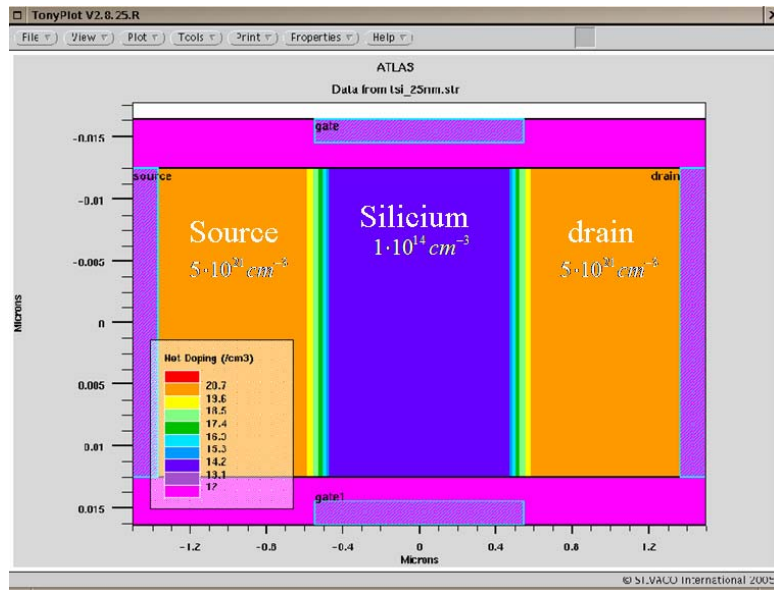 TonyPlot V2.8.25.R
File View Plot Tools Print Properties Help
ATLAS
Data from tsi_25nm.str
gate
-0.015
source drain
-0.01
Silicium
Source drain
1·10¹⁴ cm⁻³
-0.005
5·10²⁰ cm⁻³ 5·10²⁰ cm⁻³
Microns
0
Net Doping (/cm3)
0.005
20.7
19.6
18.5
17.4
16.3
15.3
14.2
13.1
12
0.01
gate1
0.015
-1.2 -0.8 -0.4 0 0.4 0.8 1.2
Microns
© SILVACO International 2005